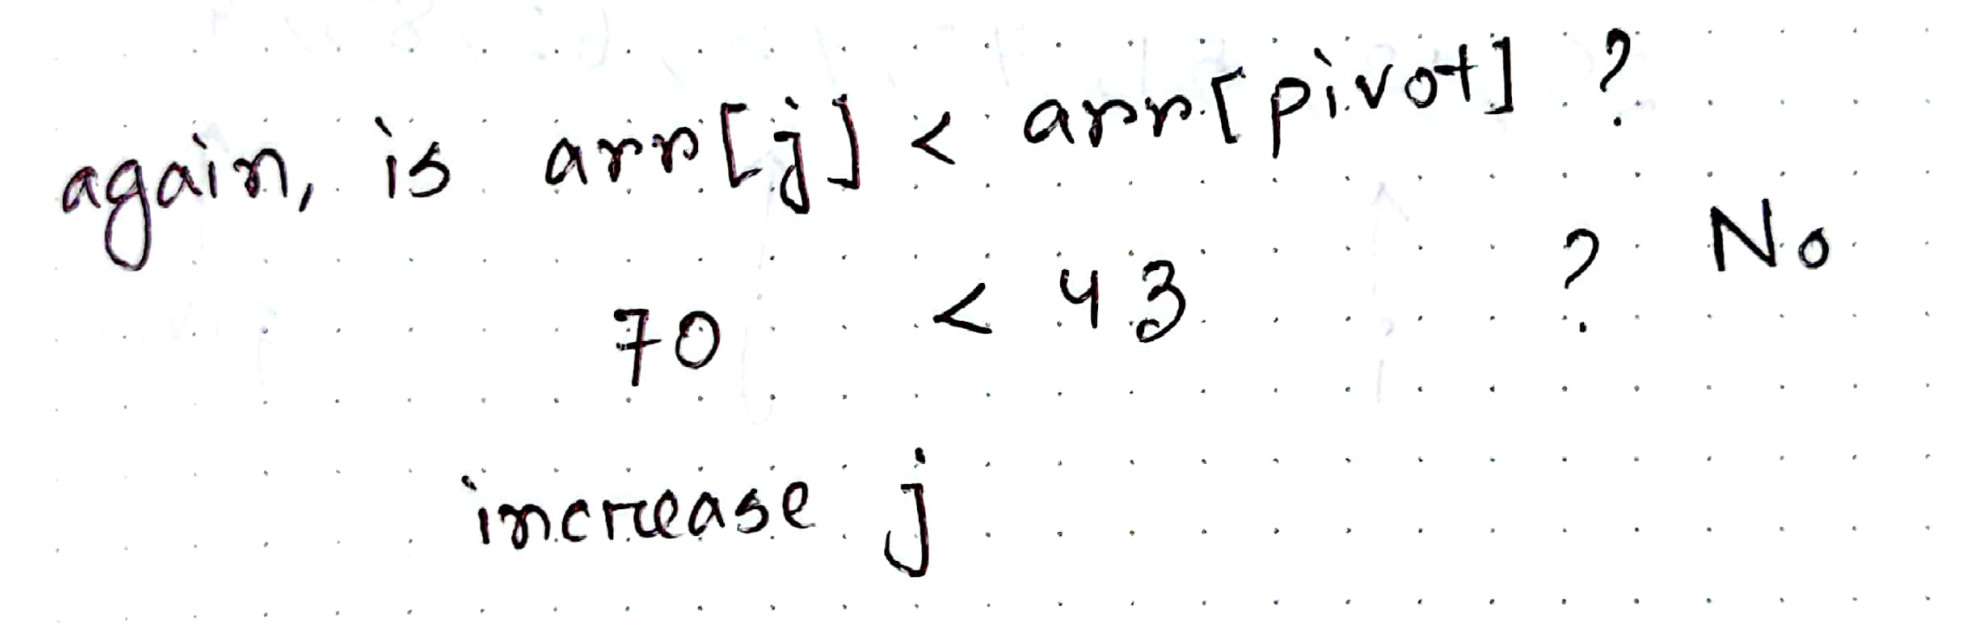 again, is arr[j] < arr[pivot] ?
70 < 43 ? No
increase j